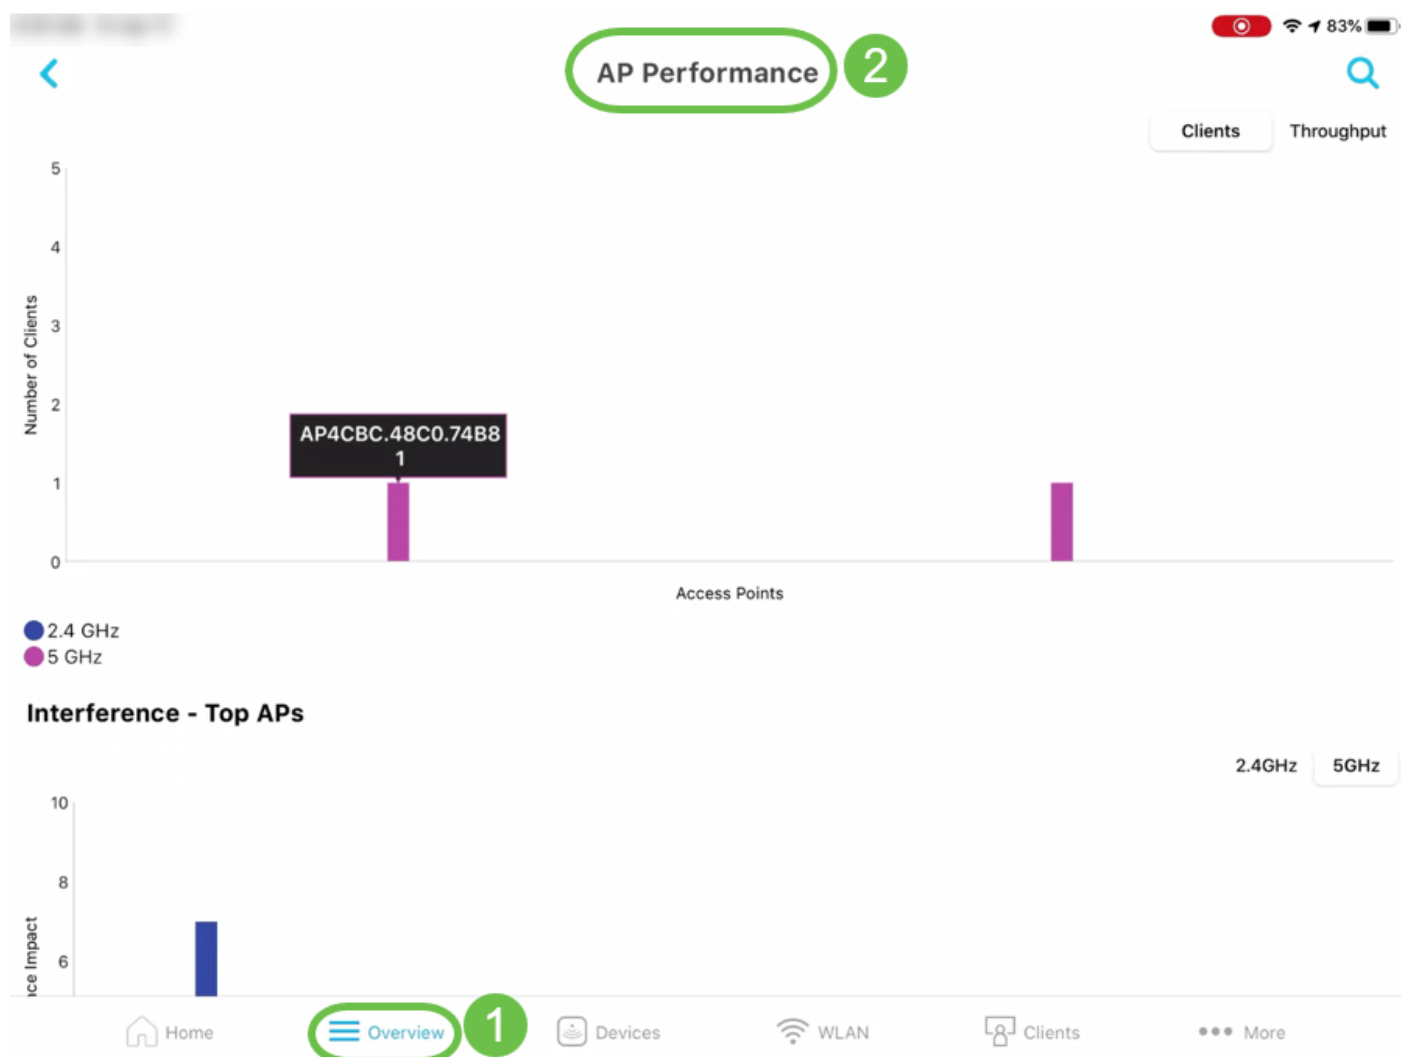 83%
AP Performance
2
Clients
Throughput
5
4
3
2
1
0
Number of Clients
AP4CBC.48C0.74B8
1
Access Points
2.4 GHz
5 GHz
Interference - Top APs
2.4GHz
5GHz
10
8
6
ce Impact
Home
Overview
1
Devices
WLAN
Clients
More